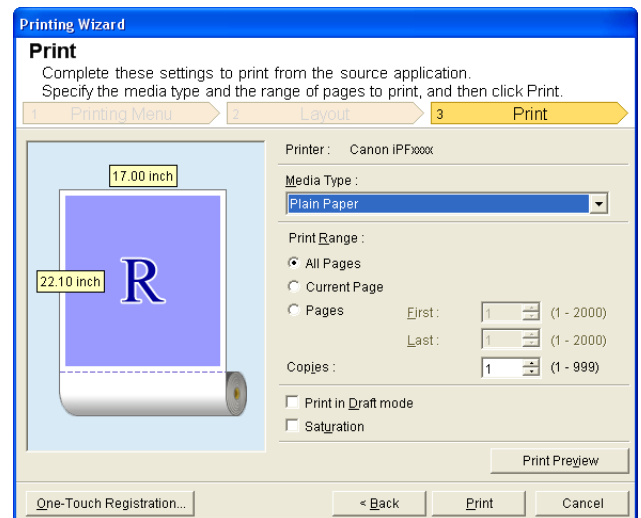 Printing Wizard
Print
Complete these settings to print from the source application.
Specify the media type and the range of pages to print, and then click Print.
1 Printing Menu 2 Layout 3 Print
Printer : Canon iPFxxxx
17.00 inch
Media Type :
Plain Paper
Print Range :
All Pages
22.10 inch
R
Current Page
Pages First : 1 (1 - 2000)
Last : 1 (1 - 2000)
Copies : 1 (1 - 999)
Print in Draft mode
Saturation
Print Preview
One-Touch Registration... < Back Print Cancel